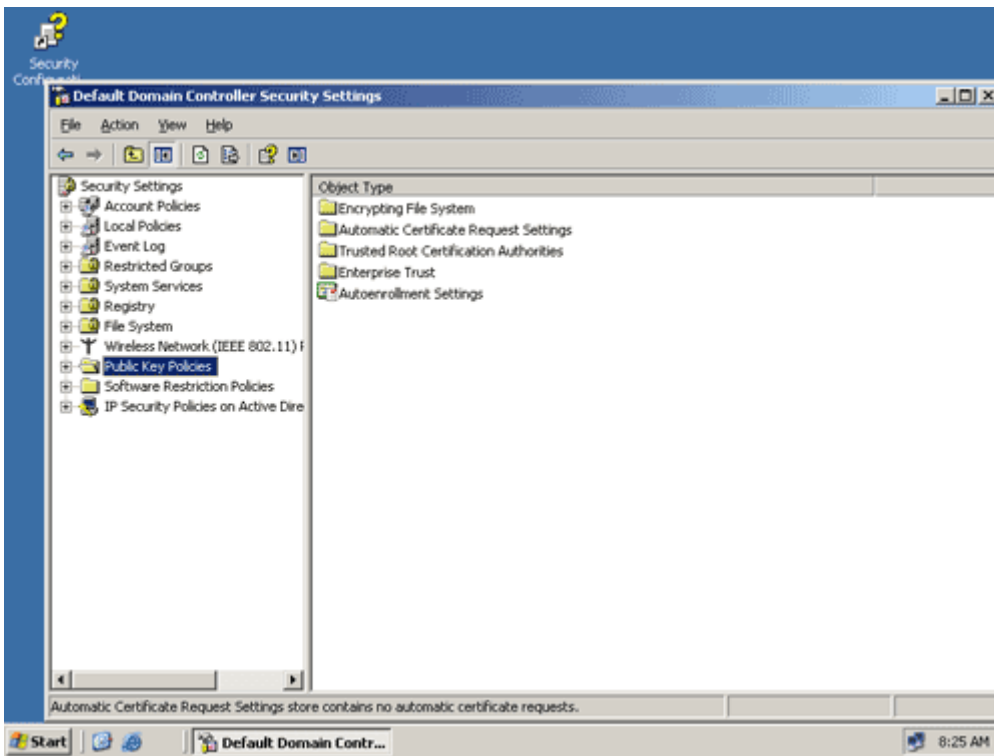 Security
Default Domain Controller Security Settings
File Action View Help
Security Settings
Account Policies
Local Policies
Event Log
Restricted Groups
System Services
Registry
File System
Wireless Network (IEEE 802.11) P
Public Key Policies
Software Restriction Policies
IP Security Policies on Active Dire
Object Type
Encrypting File System
Automatic Certificate Request Settings
Trusted Root Certification Authorities
Enterprise Trust
Autoenrollment Settings
Automatic Certificate Request Settings store contains no automatic certificate requests.
Start Default Domain Contr... 8:25 AM